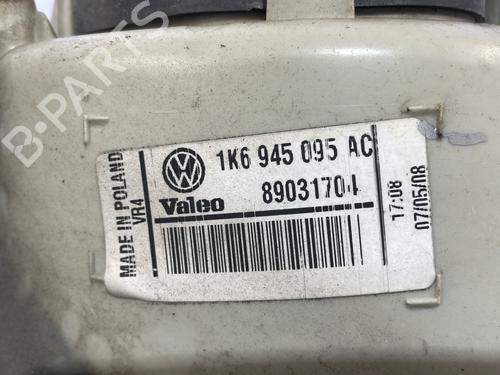 B-PARTS
MADE IN POLAND
VR4
1K6 945 095 AC
Valeo
89031704
17:08
07/05/08